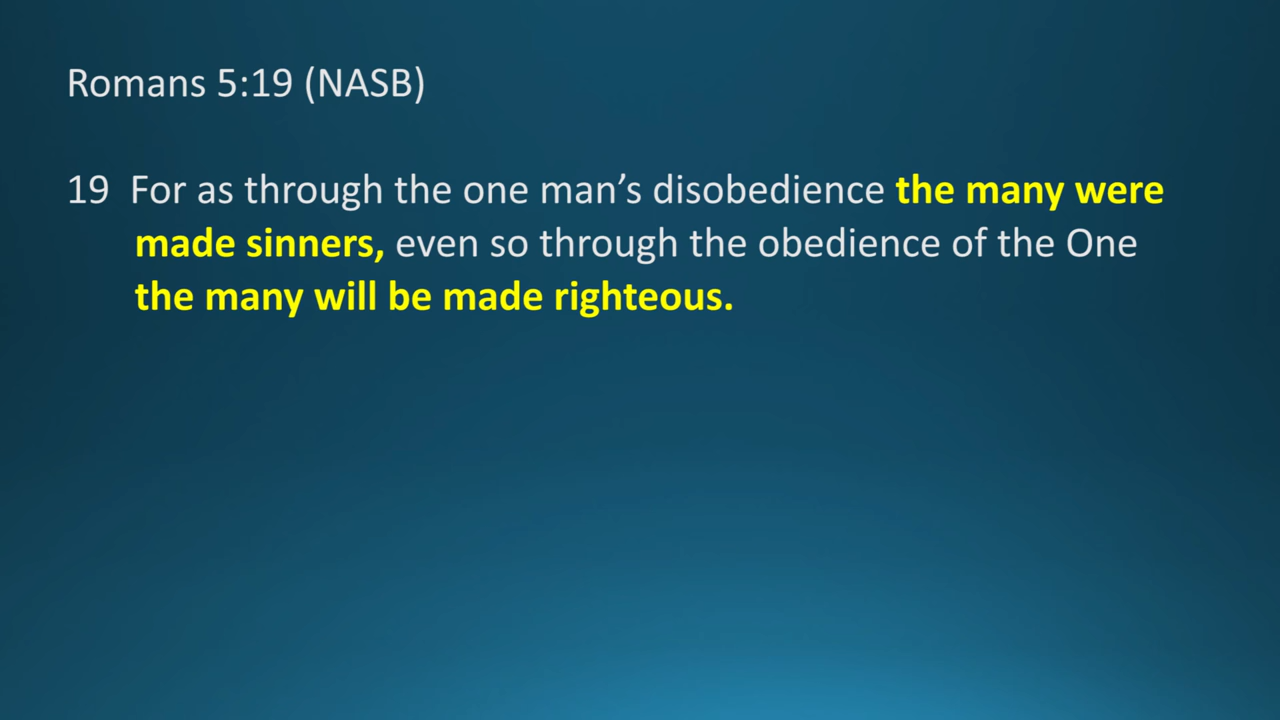 Romans 5:19 (NASB)
19 For as through the one man’s disobedience the many were
made sinners, even so through the obedience of the One
the many will be made righteous.